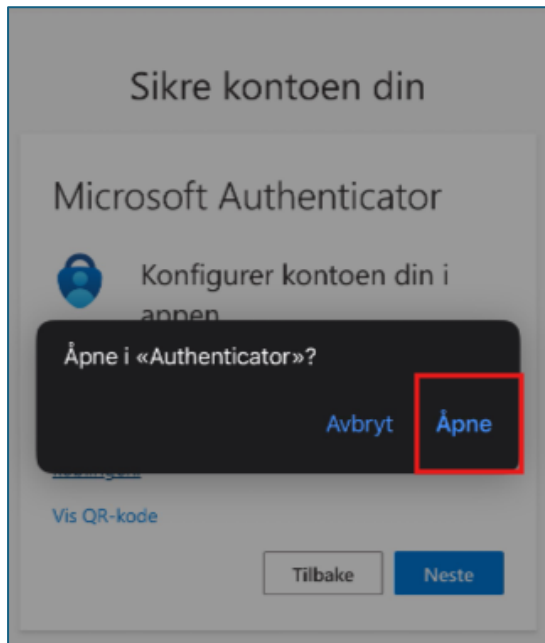 Sikre kontoen din
Microsoft Authenticator
Konfigurer kontoen din i
appen
Åpne i «Authenticator»?
Avbryt
Åpne
Vis QR-kode
Tilbake
Neste